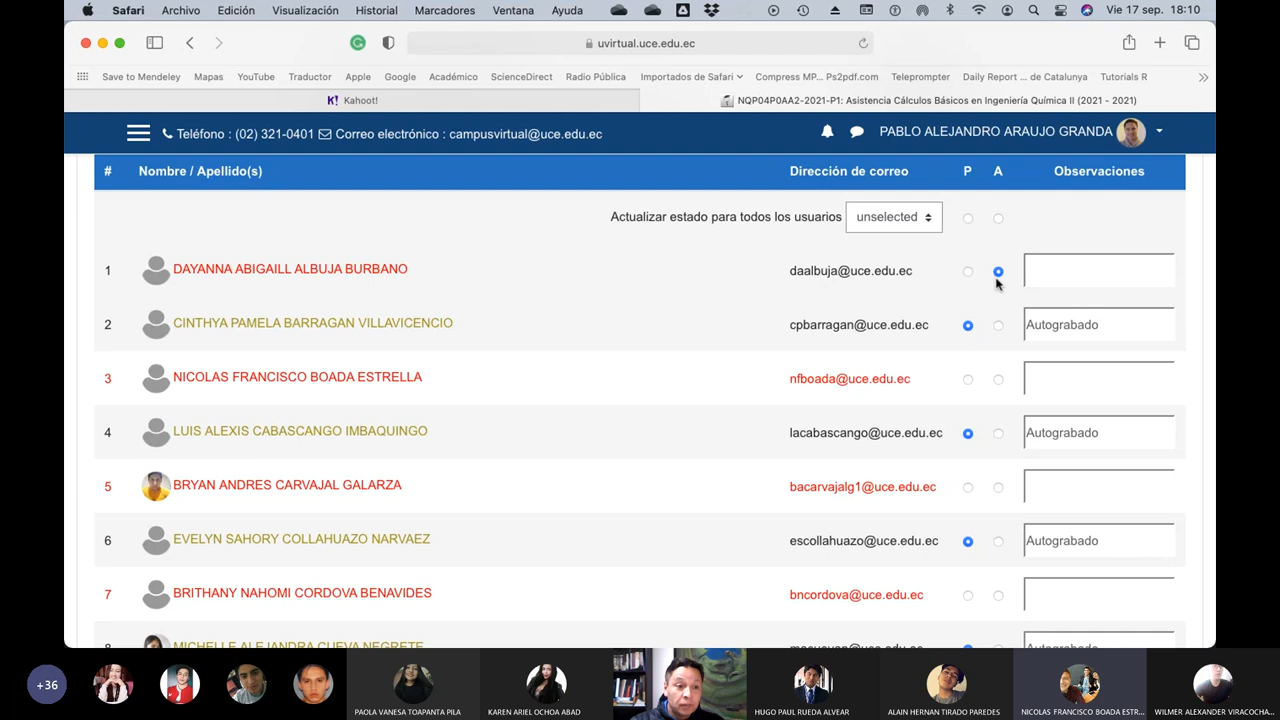 Safari Archivo Edición Visualización Historial Marcadores Ventana Ayuda Vie 17 sep. 18:10
uvirtual.uce.edu.ec
Save to Mendeley Mapas YouTube Traductor Apple Google Académico ScienceDirect Radio Pública Importados de Safari Compress MP... Ps2pdf.com Teleprompter Daily Report ... de Catalunya Tutorials R
K! Kahoot! NQP04P0AA2-2021-P1: Asistencia Cálculos Básicos en Ingeniería Química II (2021 - 2021)
Teléfono : (02) 321-0401 Correo electrónico : campusvirtual@uce.edu.ec PABLO ALEJANDRO ARAUJO GRANDA
# Nombre / Apellido(s) Dirección de correo P A Observaciones
Actualizar estado para todos los usuarios unselected
1 DAYANNA ABIGAILL ALBUJA BURBANO daalbuja@uce.edu.ec
2 CINTHYA PAMELA BARRAGAN VILLAVICENCIO cpbarragan@uce.edu.ec Autograbado
3 NICOLAS FRANCISCO BOADA ESTRELLA nfboada@uce.edu.ec
4 LUIS ALEXIS CABASCANGO IMBAQUINGO lacabascango@uce.edu.ec Autograbado
5 BRYAN ANDRES CARVAJAL GALARZA bacarvajalg1@uce.edu.ec
6 EVELYN SAHORY COLLAHUAZO NARVAEZ escollahuazo@uce.edu.ec Autograbado
7 BRITHANY NAHOMI CORDOVA BENAVIDES bncordova@uce.edu.ec
8 MICHELLE ALEJANDRA CUEVA NEGRETE
+36 PAOLA VANESA TOAPANTA PILA KAREN ARIEL OCHOA ABAD HUGO PAUL RUEDA ALVEAR ALAIN HERNAN TIRADO PAREDES NICOLAS FRANCISCO BOADA ESTR... WILMER ALEXANDER VIRACOCHA...